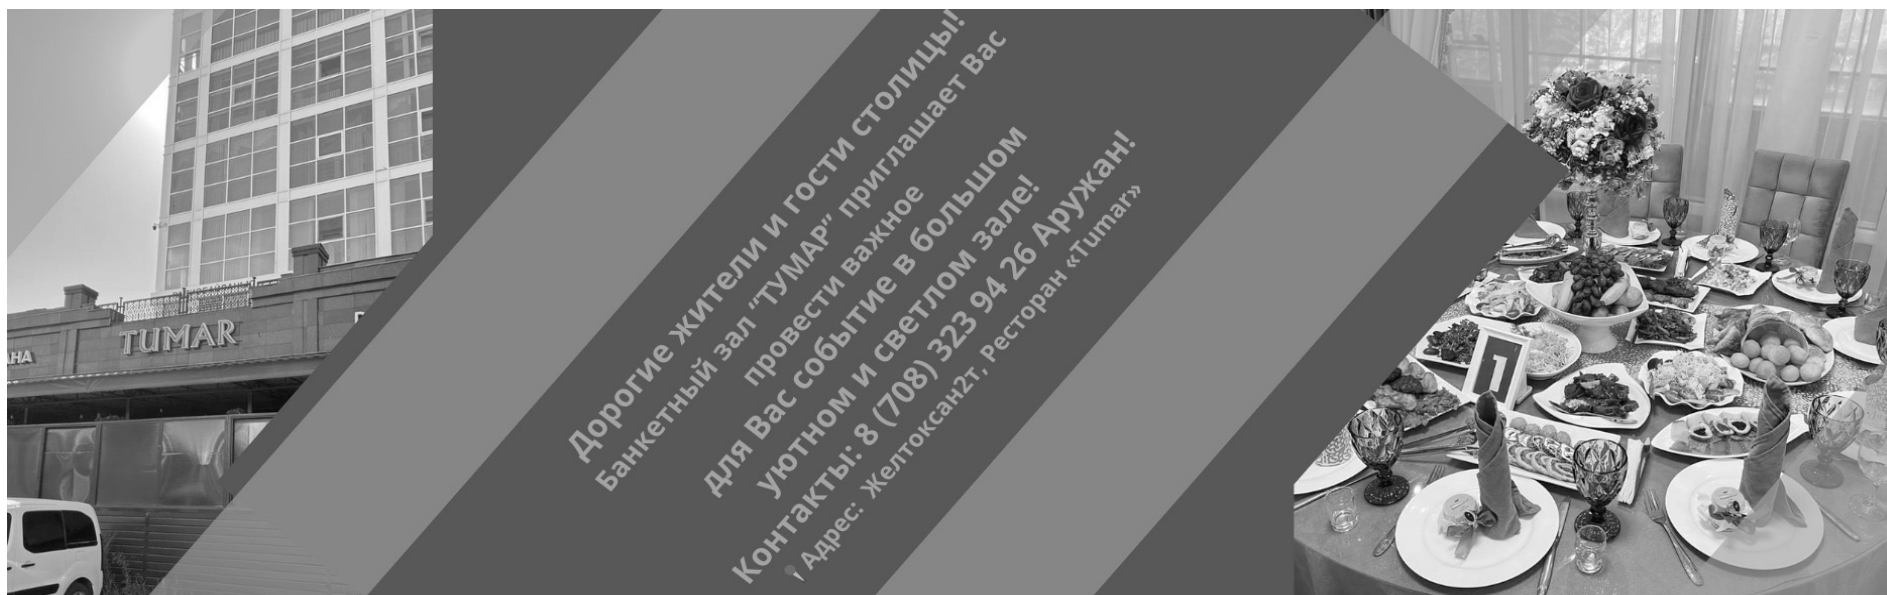 TUMAR
АНА
Дорогие жители и гости столицы!
Банкетный зал “ТУМАР” приглашает Вас
провести важное
для Вас событие в большом
уютном и светлом зале!
Контакты: 8 (708) 323 94 26 Аружан!
Адрес: Желтоксан2т, Ресторан «Tumar»
1